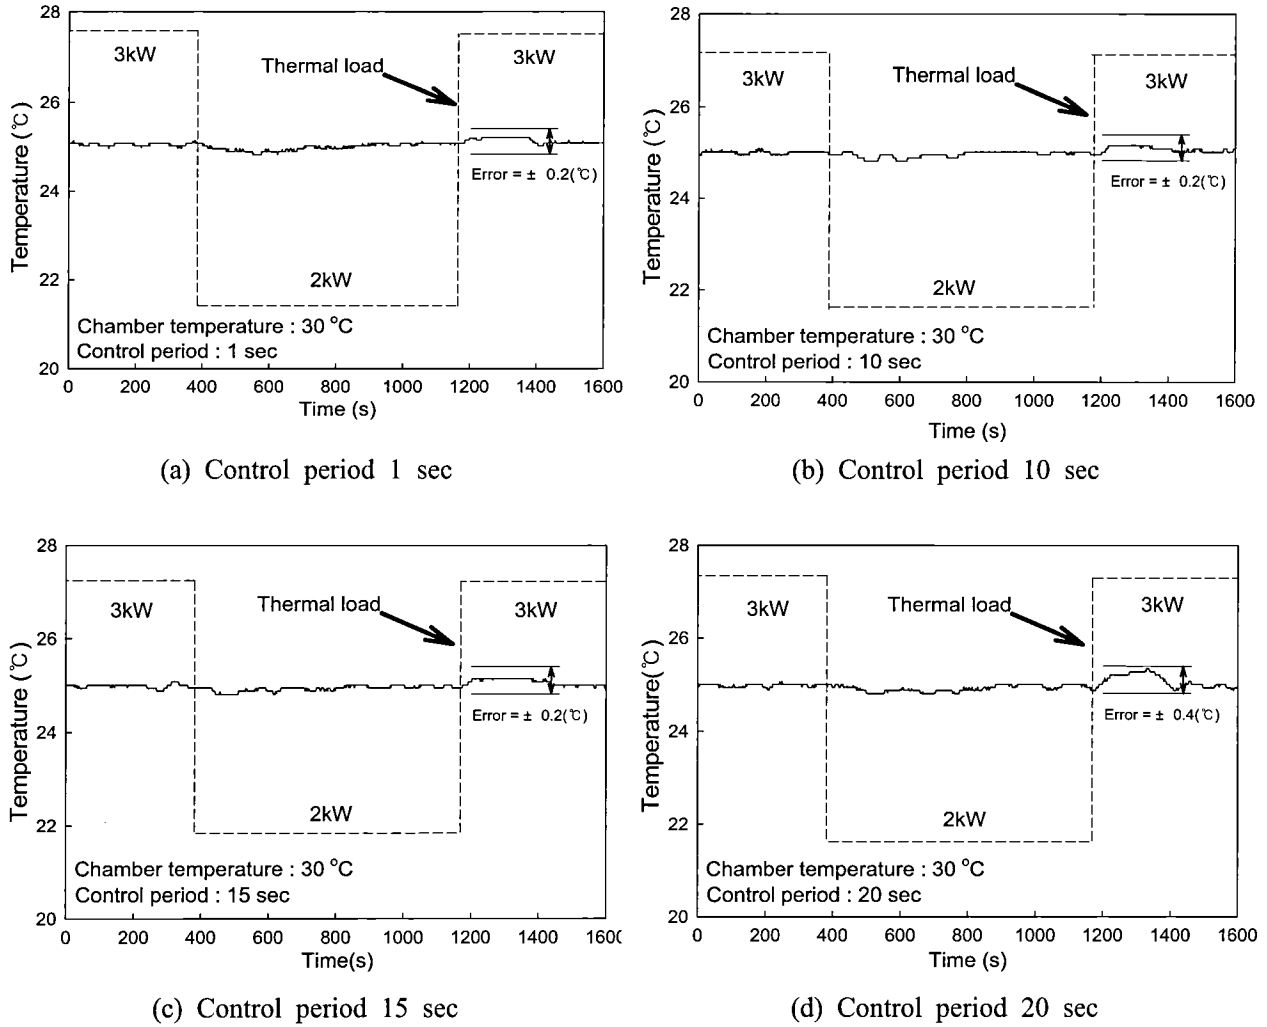 28
26
24
22
20
Temperature (℃)
3kW
Thermal load
3kW
Error = ± 0.2(℃)
2kW
Chamber temperature : 30 °C
Control period : 1 sec
0 200 400 600 800 1000 1200 1400 1600
Time (s)
(a) Control period 1 sec
28
26
24
22
20
Temperature (℃)
3kW
Thermal load
3kW
Error = ± 0.2(℃)
2kW
Chamber temperature : 30 °C
Control period : 10 sec
0 200 400 600 800 1000 1200 1400 1600
Time (s)
(b) Control period 10 sec
28
26
24
22
20
Temperature (℃)
3kW
Thermal load
3kW
Error = ± 0.2(℃)
2kW
Chamber temperature : 30 °C
Control period : 15 sec
0 200 400 600 800 1000 1200 1400 1600
Time(s)
(c) Control period 15 sec
28
26
24
22
20
Temperature(℃)
3kW
Thermal load
3kW
Error = ± 0.4(℃)
2kW
Chamber temperature : 30 °C
Control period : 20 sec
0 200 400 600 800 1000 1200 1400 1600
Time (s)
(d) Control period 20 sec